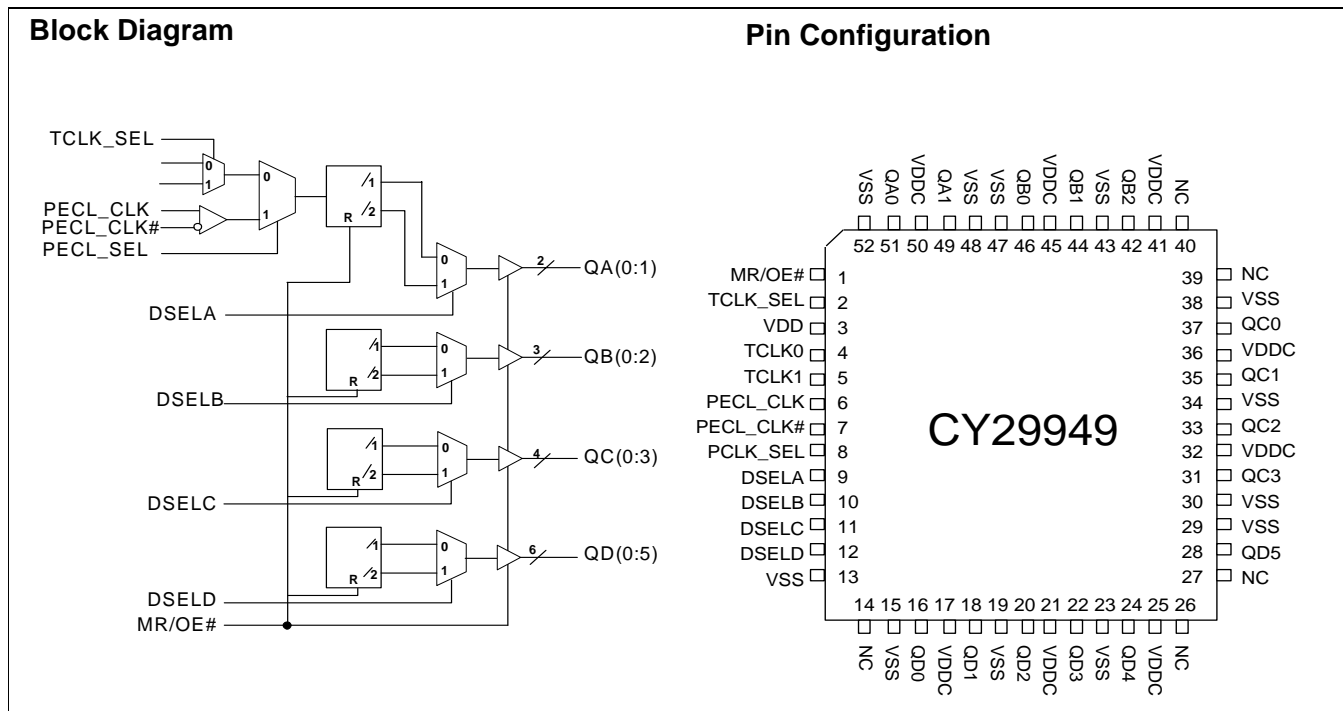 Block Diagram
TCLK_SEL
0
1
PECL_CLK
PECL_CLK#
PECL_SEL
0
1
/1
/2
R
0
1
2
QA(0:1)
DSELA
/1
/2
R
0
1
3
QB(0:2)
DSELB
/1
/2
R
0
1
4
QC(0:3)
DSELC
/1
/2
R
0
1
6
QD(0:5)
DSELD
MR/OE#
Pin Configuration
VSS QA0 VDDC QA1 VSS VSS QB0 VDDC QB1 VSS QB2 VDDC NC
52 51 50 49 48 47 46 45 44 43 42 41 40
MR/OE# 1
TCLK_SEL 2
VDD 3
TCLK0 4
TCLK1 5
PECL_CLK 6
PECL_CLK# 7
PCLK_SEL 8
DSELA 9
DSELB 10
DSELC 11
DSELD 12
VSS 13
CY29949
39 NC
38 VSS
37 QC0
36 VDDC
35 QC1
34 VSS
33 QC2
32 VDDC
31 QC3
30 VSS
29 VSS
28 QD5
27 NC
14 15 16 17 18 19 20 21 22 23 24 25 26
NC VSS QD0 VDDC QD1 VSS QD2 VDDC QD3 VSS QD4 VDDC NC